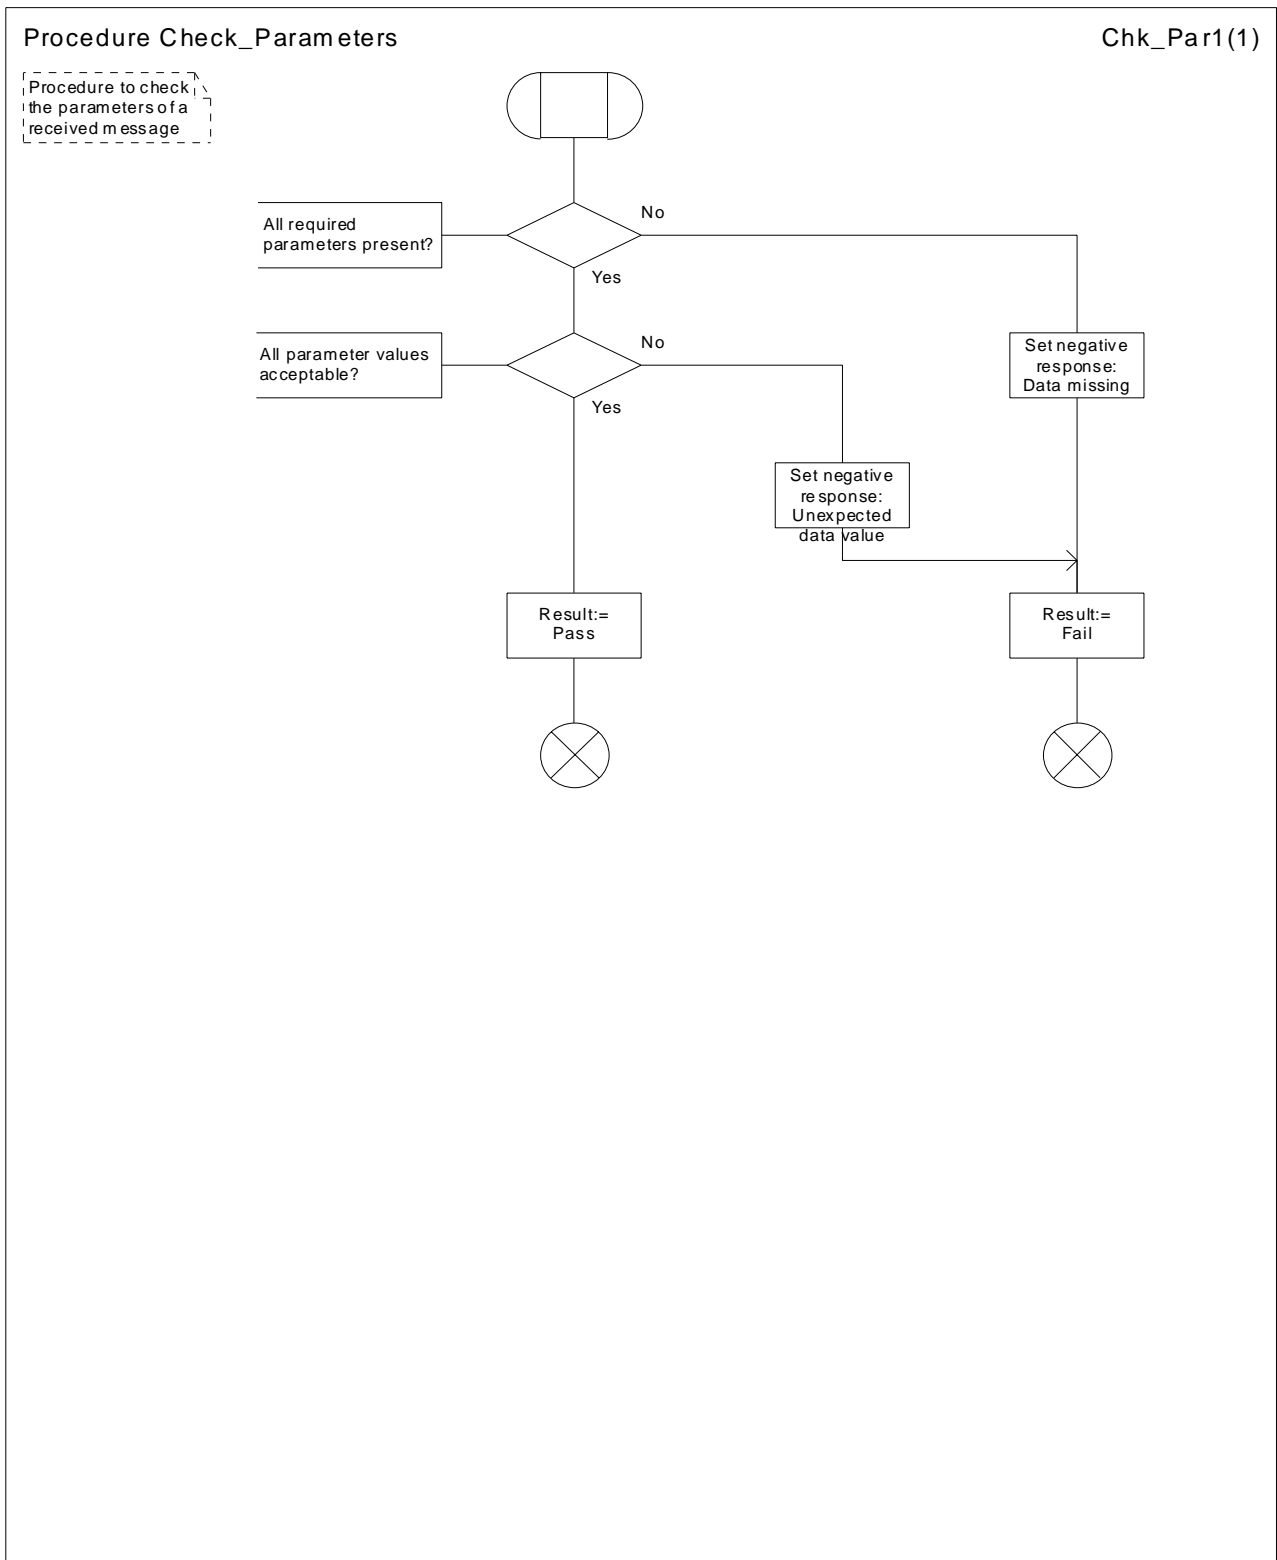 Procedure Check_Parameters
Chk_Par1(1)
Procedure to check
the parameters of a
received message
All required
parameters present?
No
Yes
All parameter values
acceptable?
No
Yes
Set negative
response:
Data missing
Set negative
response:
Unexpected
data value
Result:=
Pass
Result:=
Fail